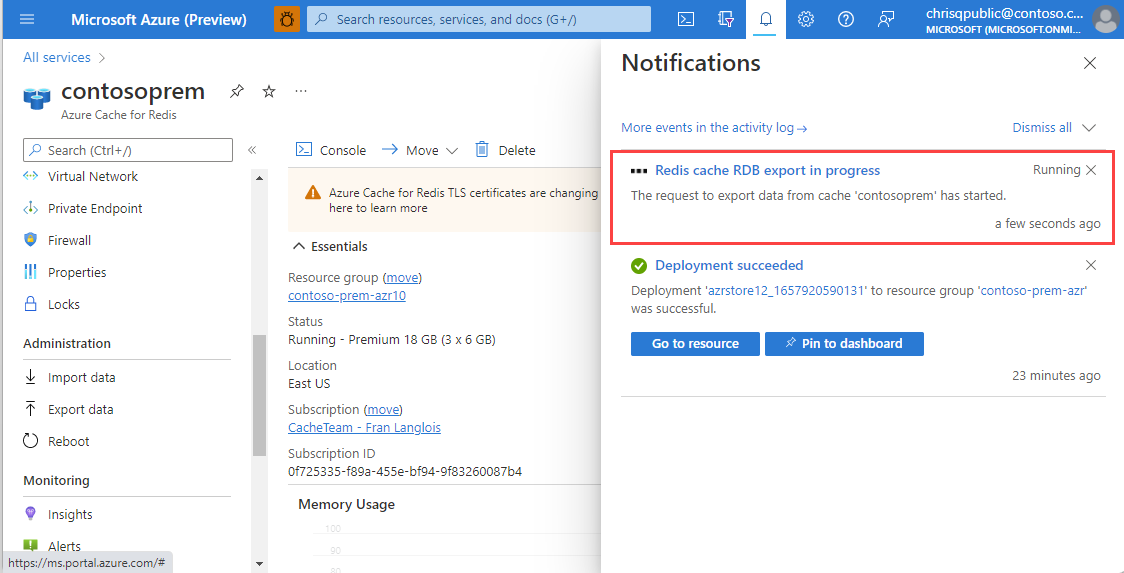 Microsoft Azure (Preview)
Search resources, services, and docs (G+/)
chrisqpublic@contoso.c...
MICROSOFT (MICROSOFT.ONMI...
All services
contosoprem
...
Azure Cache for Redis
Search (Ctrl+/)
Virtual Network
Private Endpoint
Firewall
Properties
Locks
Administration
Import data
Export data
Reboot
Monitoring
Insights
Alerts
https://ms.portal.azure.com/#
Console
Move
Delete
Azure Cache for Redis TLS certificates are changing
here to learn more
Essentials
Resource group (move)
contoso-prem-azr10
Status
Running - Premium 18 GB (3 x 6 GB)
Location
East US
Subscription (move)
CacheTeam - Fran Langlois
Subscription ID
0f725335-f89a-455e-bf94-9f83260087b4
Memory Usage
100
90
80
Notifications
More events in the activity log →
Dismiss all
Redis cache RDB export in progress
Running
The request to export data from cache 'contosoprem' has started.
a few seconds ago
Deployment succeeded
Deployment 'azrstore12_1657920590131' to resource group 'contoso-prem-azr'
was successful.
Go to resource
Pin to dashboard
23 minutes ago